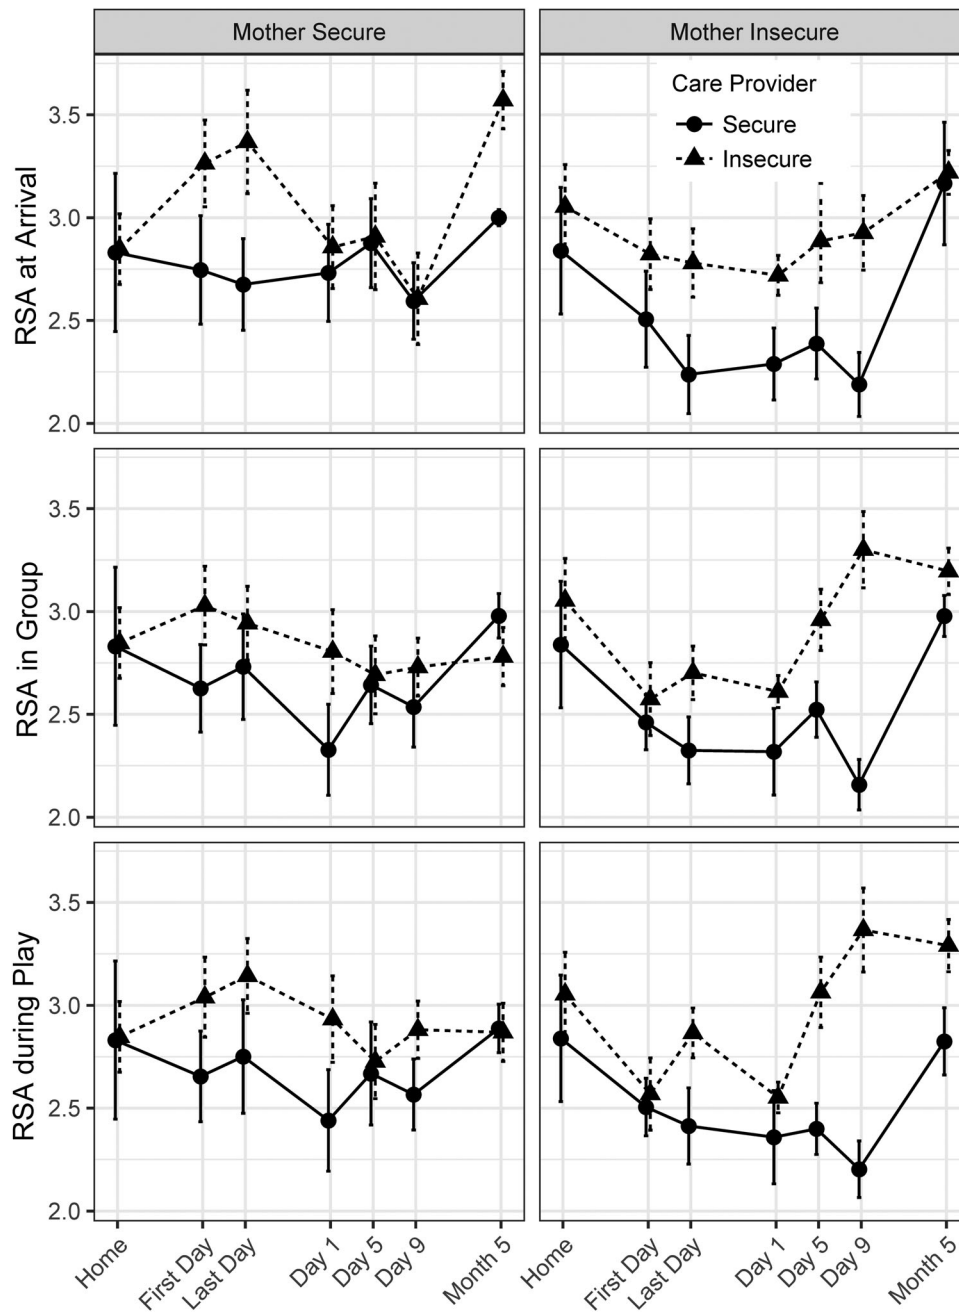 Mother Secure
Mother Insecure
RSA at Arrival
3.5
3.0
2.5
2.0
Care Provider
Secure
Insecure
RSA in Group
3.5
3.0
2.5
2.0
RSA during Play
3.5
3.0
2.5
2.0
Home
First Day
Last Day
Day 1
Day 5
Day 9
Month 5
Home
First Day
Last Day
Day 1
Day 5
Day 9
Month 5